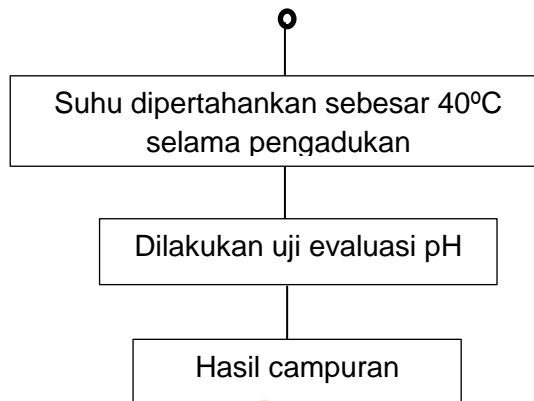 Suhu dipertahankan sebesar 40ºC
selama pengadukan
Dilakukan uji evaluasi pH
Hasil campuran